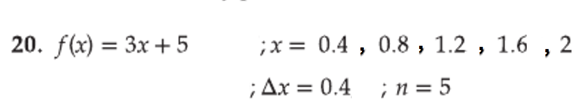 20. f(x) = 3x + 5 ; x = 0.4 , 0.8 , 1.2 , 1.6 , 2
; Δx = 0.4 ; n = 5